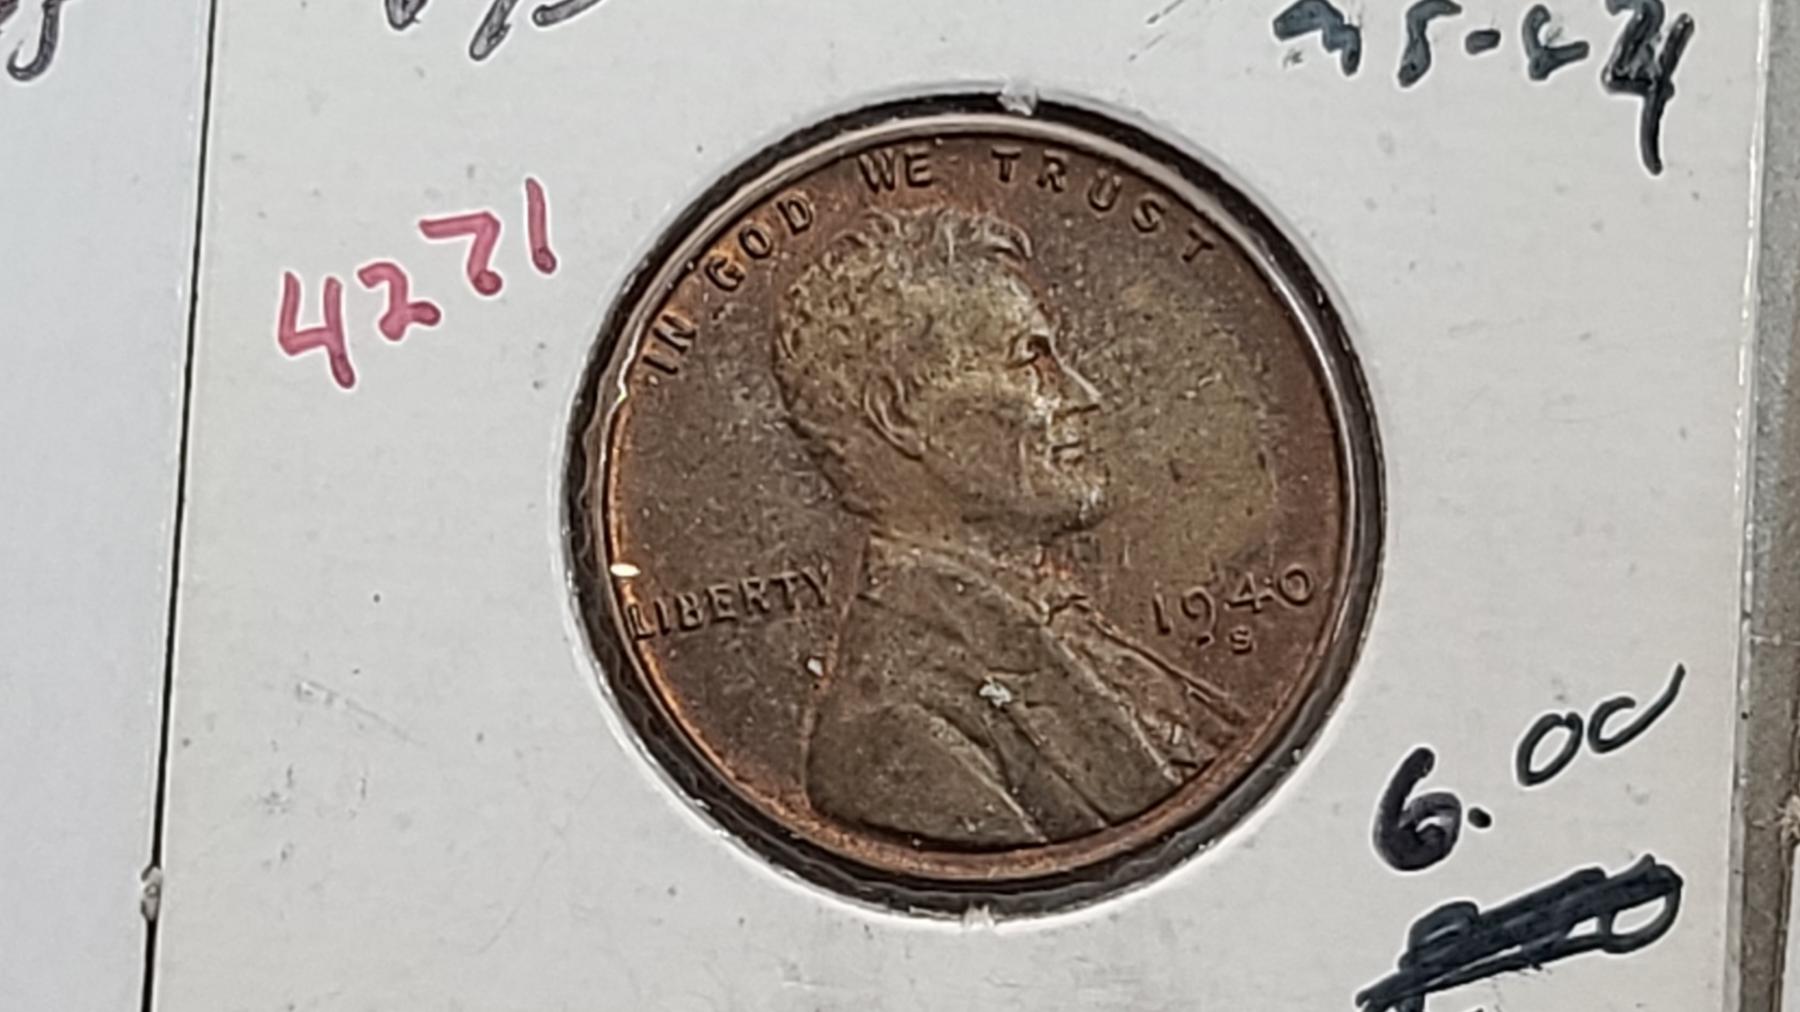 MS-64
4271
IN GOD WE TRUST
LIBERTY
1940
S
6.00